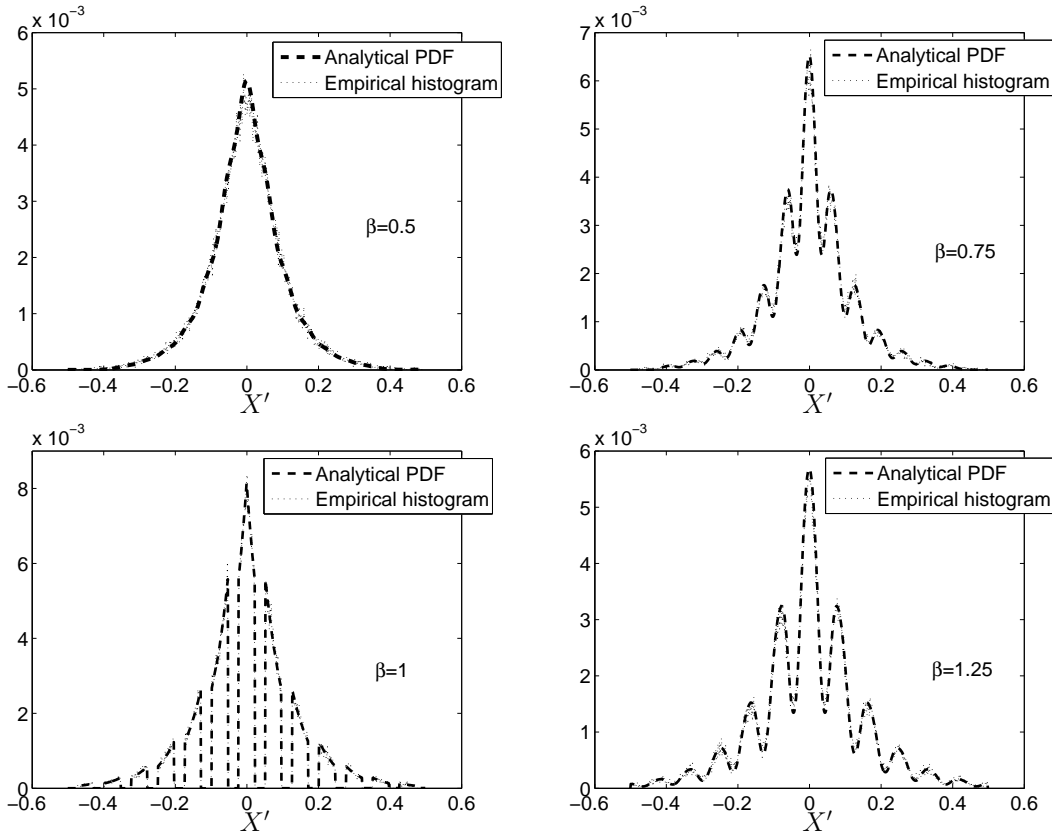 x 10⁻³
6
5
4
3
2
1
0
−0.6 −0.4 −0.2 0 0.2 0.4 0.6
X′
Analytical PDF
Empirical histogram
β=0.5
x 10⁻³
7
6
5
4
3
2
1
0
−0.6 −0.4 −0.2 0 0.2 0.4 0.6
X′
Analytical PDF
Empirical histogram
β=0.75
x 10⁻³
8
6
4
2
0
−0.6 −0.4 −0.2 0 0.2 0.4 0.6
X′
Analytical PDF
Empirical histogram
β=1
x 10⁻³
6
5
4
3
2
1
0
−0.6 −0.4 −0.2 0 0.2 0.4 0.6
X′
Analytical PDF
Empirical histogram
β=1.25